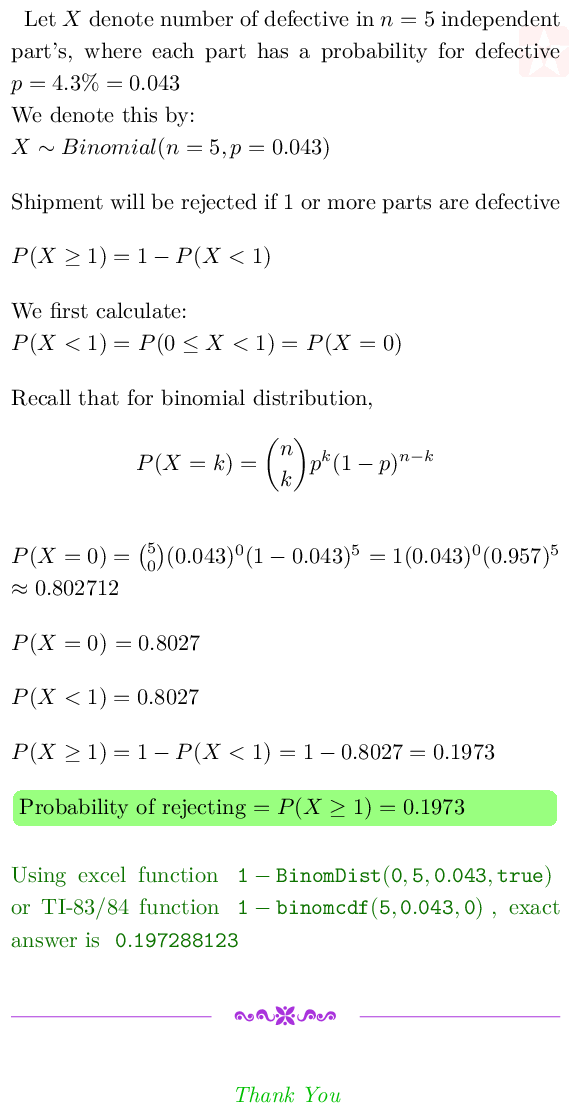 Let X denote number of defective in n = 5 independent
part's, where each part has a probability for defective
p = 4.3% = 0.043
We denote this by:
X ∼ Binomial(n = 5, p = 0.043)
Shipment will be rejected if 1 or more parts are defective
P(X ≥ 1) = 1 − P(X < 1)
We first calculate:
P(X < 1) = P(0 ≤ X < 1) = P(X = 0)
Recall that for binomial distribution,
P(X = k) = \binom{n}{k} p^k (1 − p)^{n−k}
P(X = 0) = \binom{5}{0} (0.043)^0 (1 − 0.043)^5 = 1(0.043)^0 (0.957)^5
≈ 0.802712
P(X = 0) = 0.8027
P(X < 1) = 0.8027
P(X ≥ 1) = 1 − P(X < 1) = 1 − 0.8027 = 0.1973
Probability of rejecting = P(X ≥ 1) = 0.1973
Using excel function 1 − BinomDist(0, 5, 0.043, true)
or TI-83/84 function 1 − binomcdf(5, 0.043, 0) , exact
answer is 0.197288123
Thank You